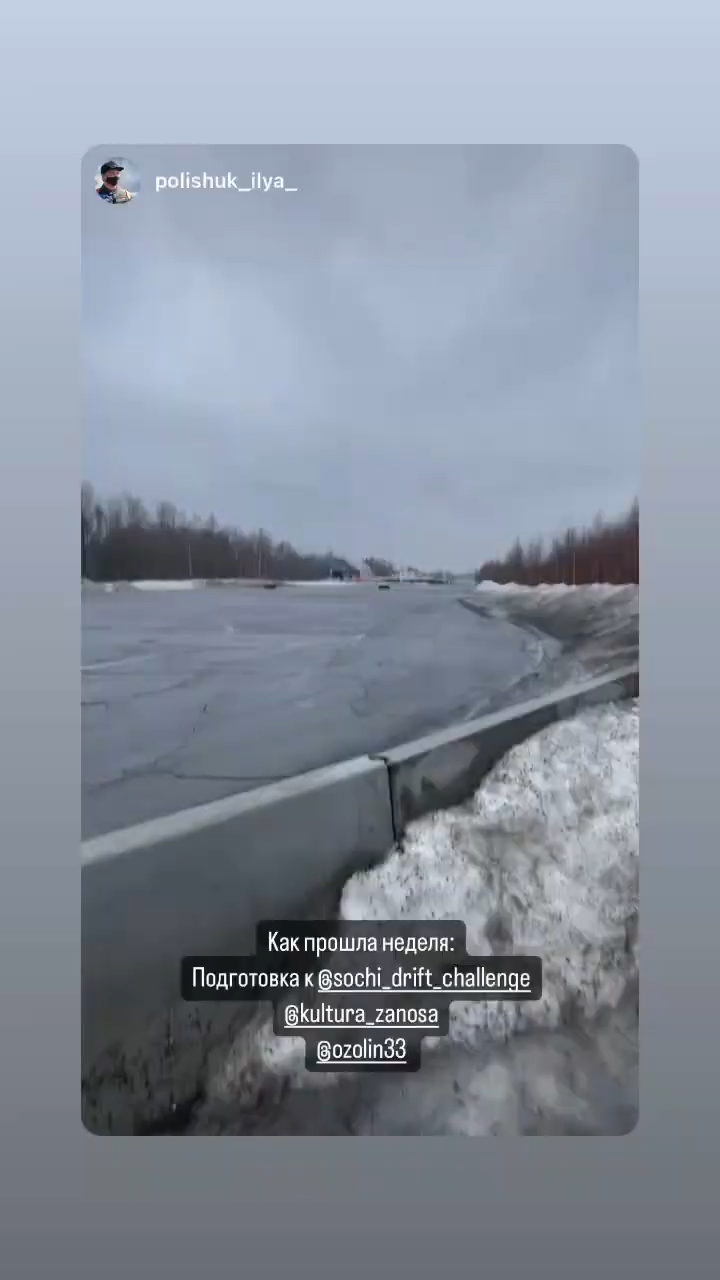 polishuk_ilya_
Как прошла неделя:
Подготовка к @sochi_drift_challenge
@kultura_zanosa
@ozolin33